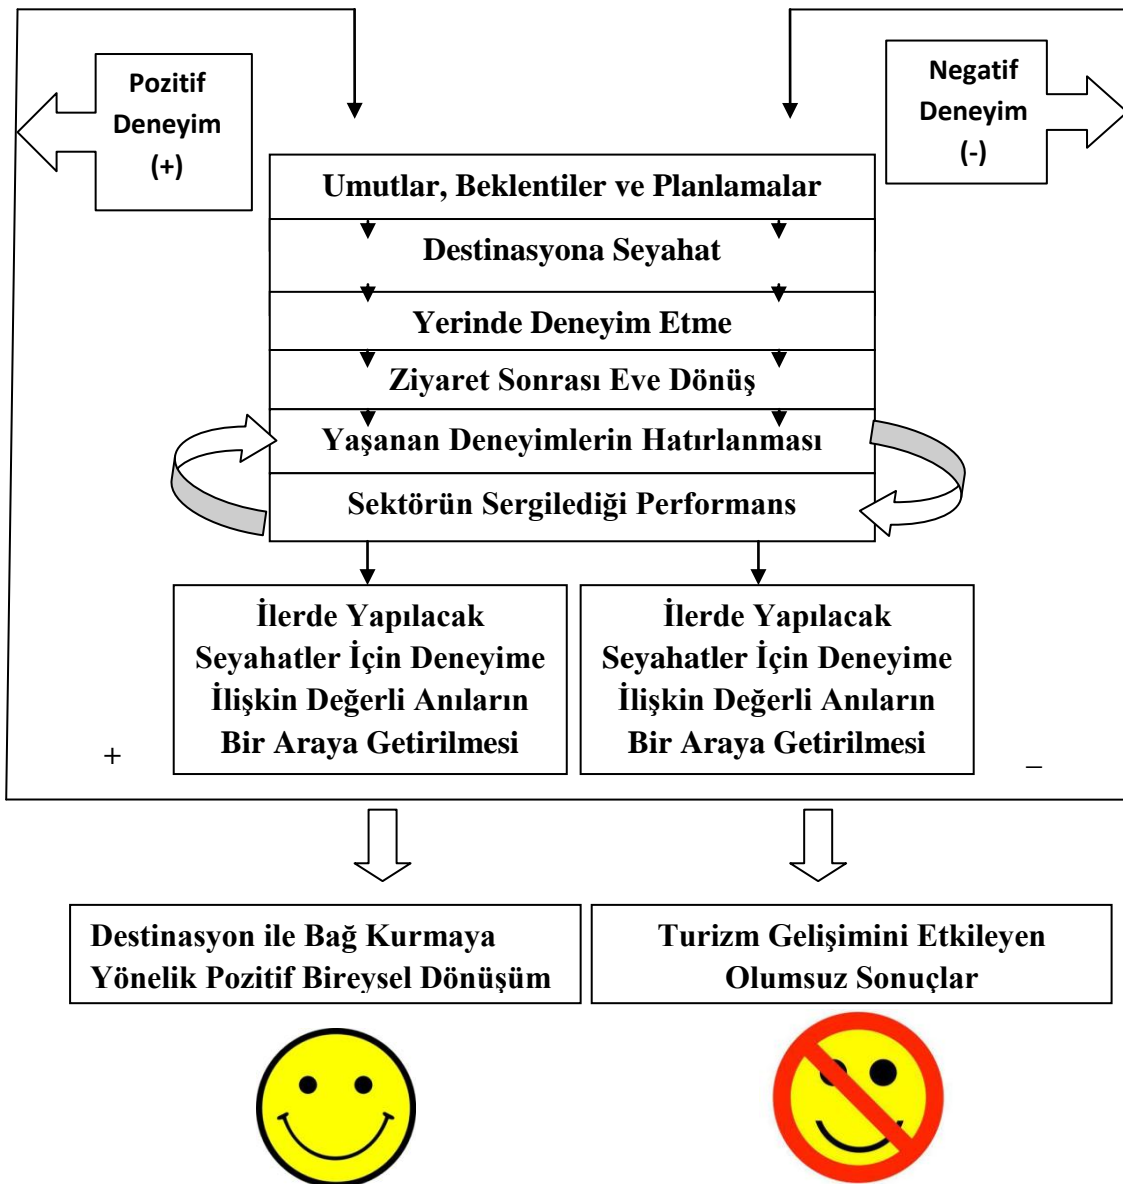 Pozitif
Deneyim
(+)
Negatif
Deneyim
(-)
Umutlar, Beklentiler ve Planlamalar
Destinasyona Seyahat
Yerinde Deneyim Etme
Ziyaret Sonrası Eve Dönüş
Yaşanan Deneyimlerin Hatırlanması
Sektörün Sergilediği Performans
İlerde Yapılacak
Seyahatler İçin Deneyime
İlişkin Değerli Anıların
Bir Araya Getirilmesi
İlerde Yapılacak
Seyahatler İçin Deneyime
İlişkin Değerli Anıların
Bir Araya Getirilmesi
+
–
Destinasyon ile Bağ Kurmaya
Yönelik Pozitif Bireysel Dönüşüm
Turizm Gelişimini Etkileyen
Olumsuz Sonuçlar